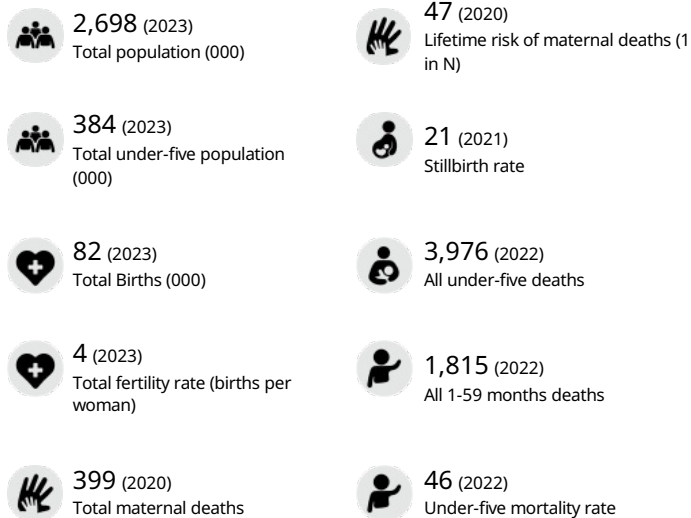 2,698 (2023)
Total population (000)
384 (2023)
Total under-five population
(000)
82 (2023)
Total Births (000)
4 (2023)
Total fertility rate (births per
woman)
399 (2020)
Total maternal deaths
47 (2020)
Lifetime risk of maternal deaths (1
in N)
21 (2021)
Stillbirth rate
3,976 (2022)
All under-five deaths
1,815 (2022)
All 1-59 months deaths
46 (2022)
Under-five mortality rate